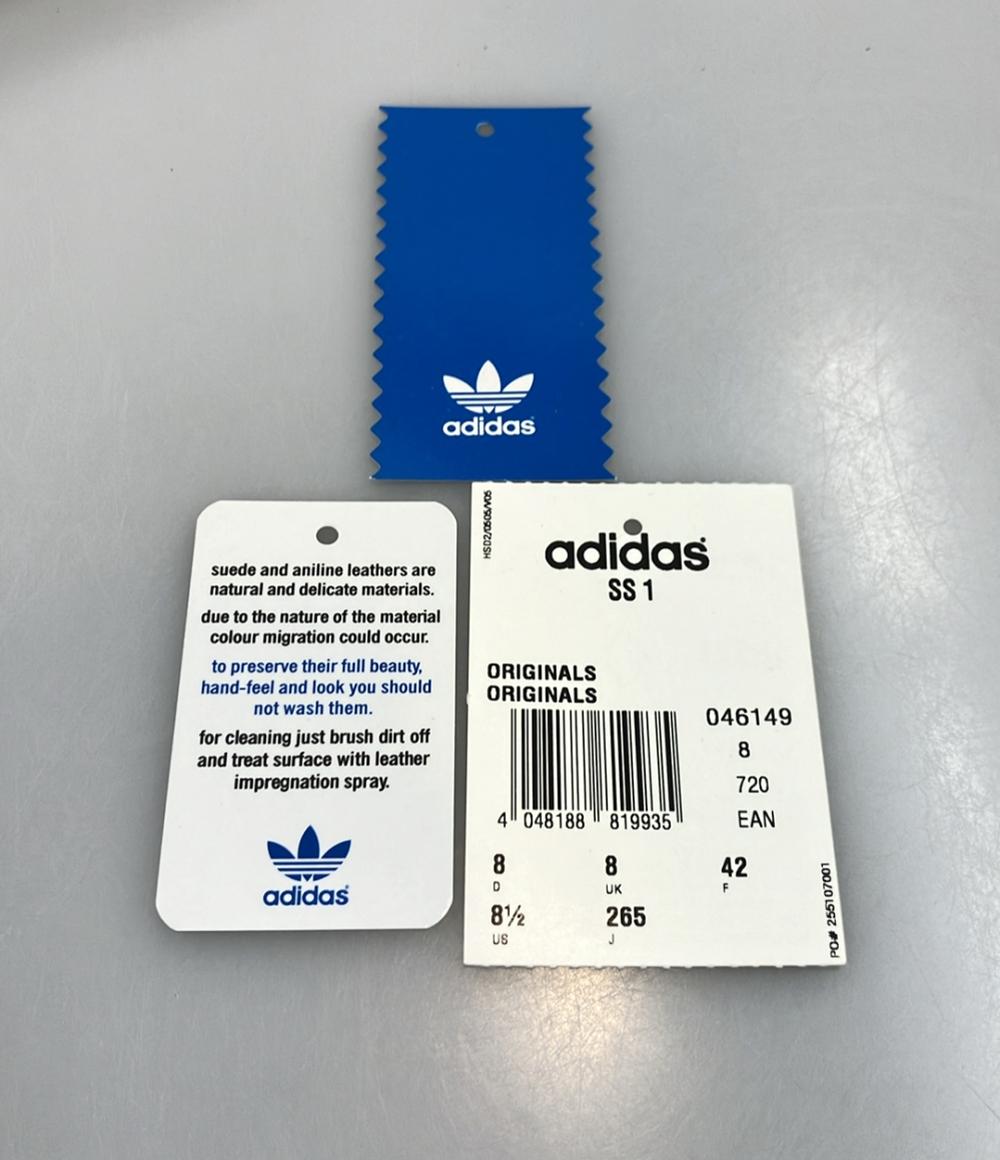 adidas
suede and aniline leathers are
natural and delicate materials.
due to the nature of the material
colour migration could occur.
to preserve their full beauty,
hand-feel and look you should
not wash them.
for cleaning just brush dirt off
and treat surface with leather
impregnation spray.
adidas
HSD2/0505/V05
adidas
SS 1
ORIGINALS
ORIGINALS
046149
8
720
EAN
4 048188 819935
8 8 42
D UK F
8½ 265
US J
PO# 255107001